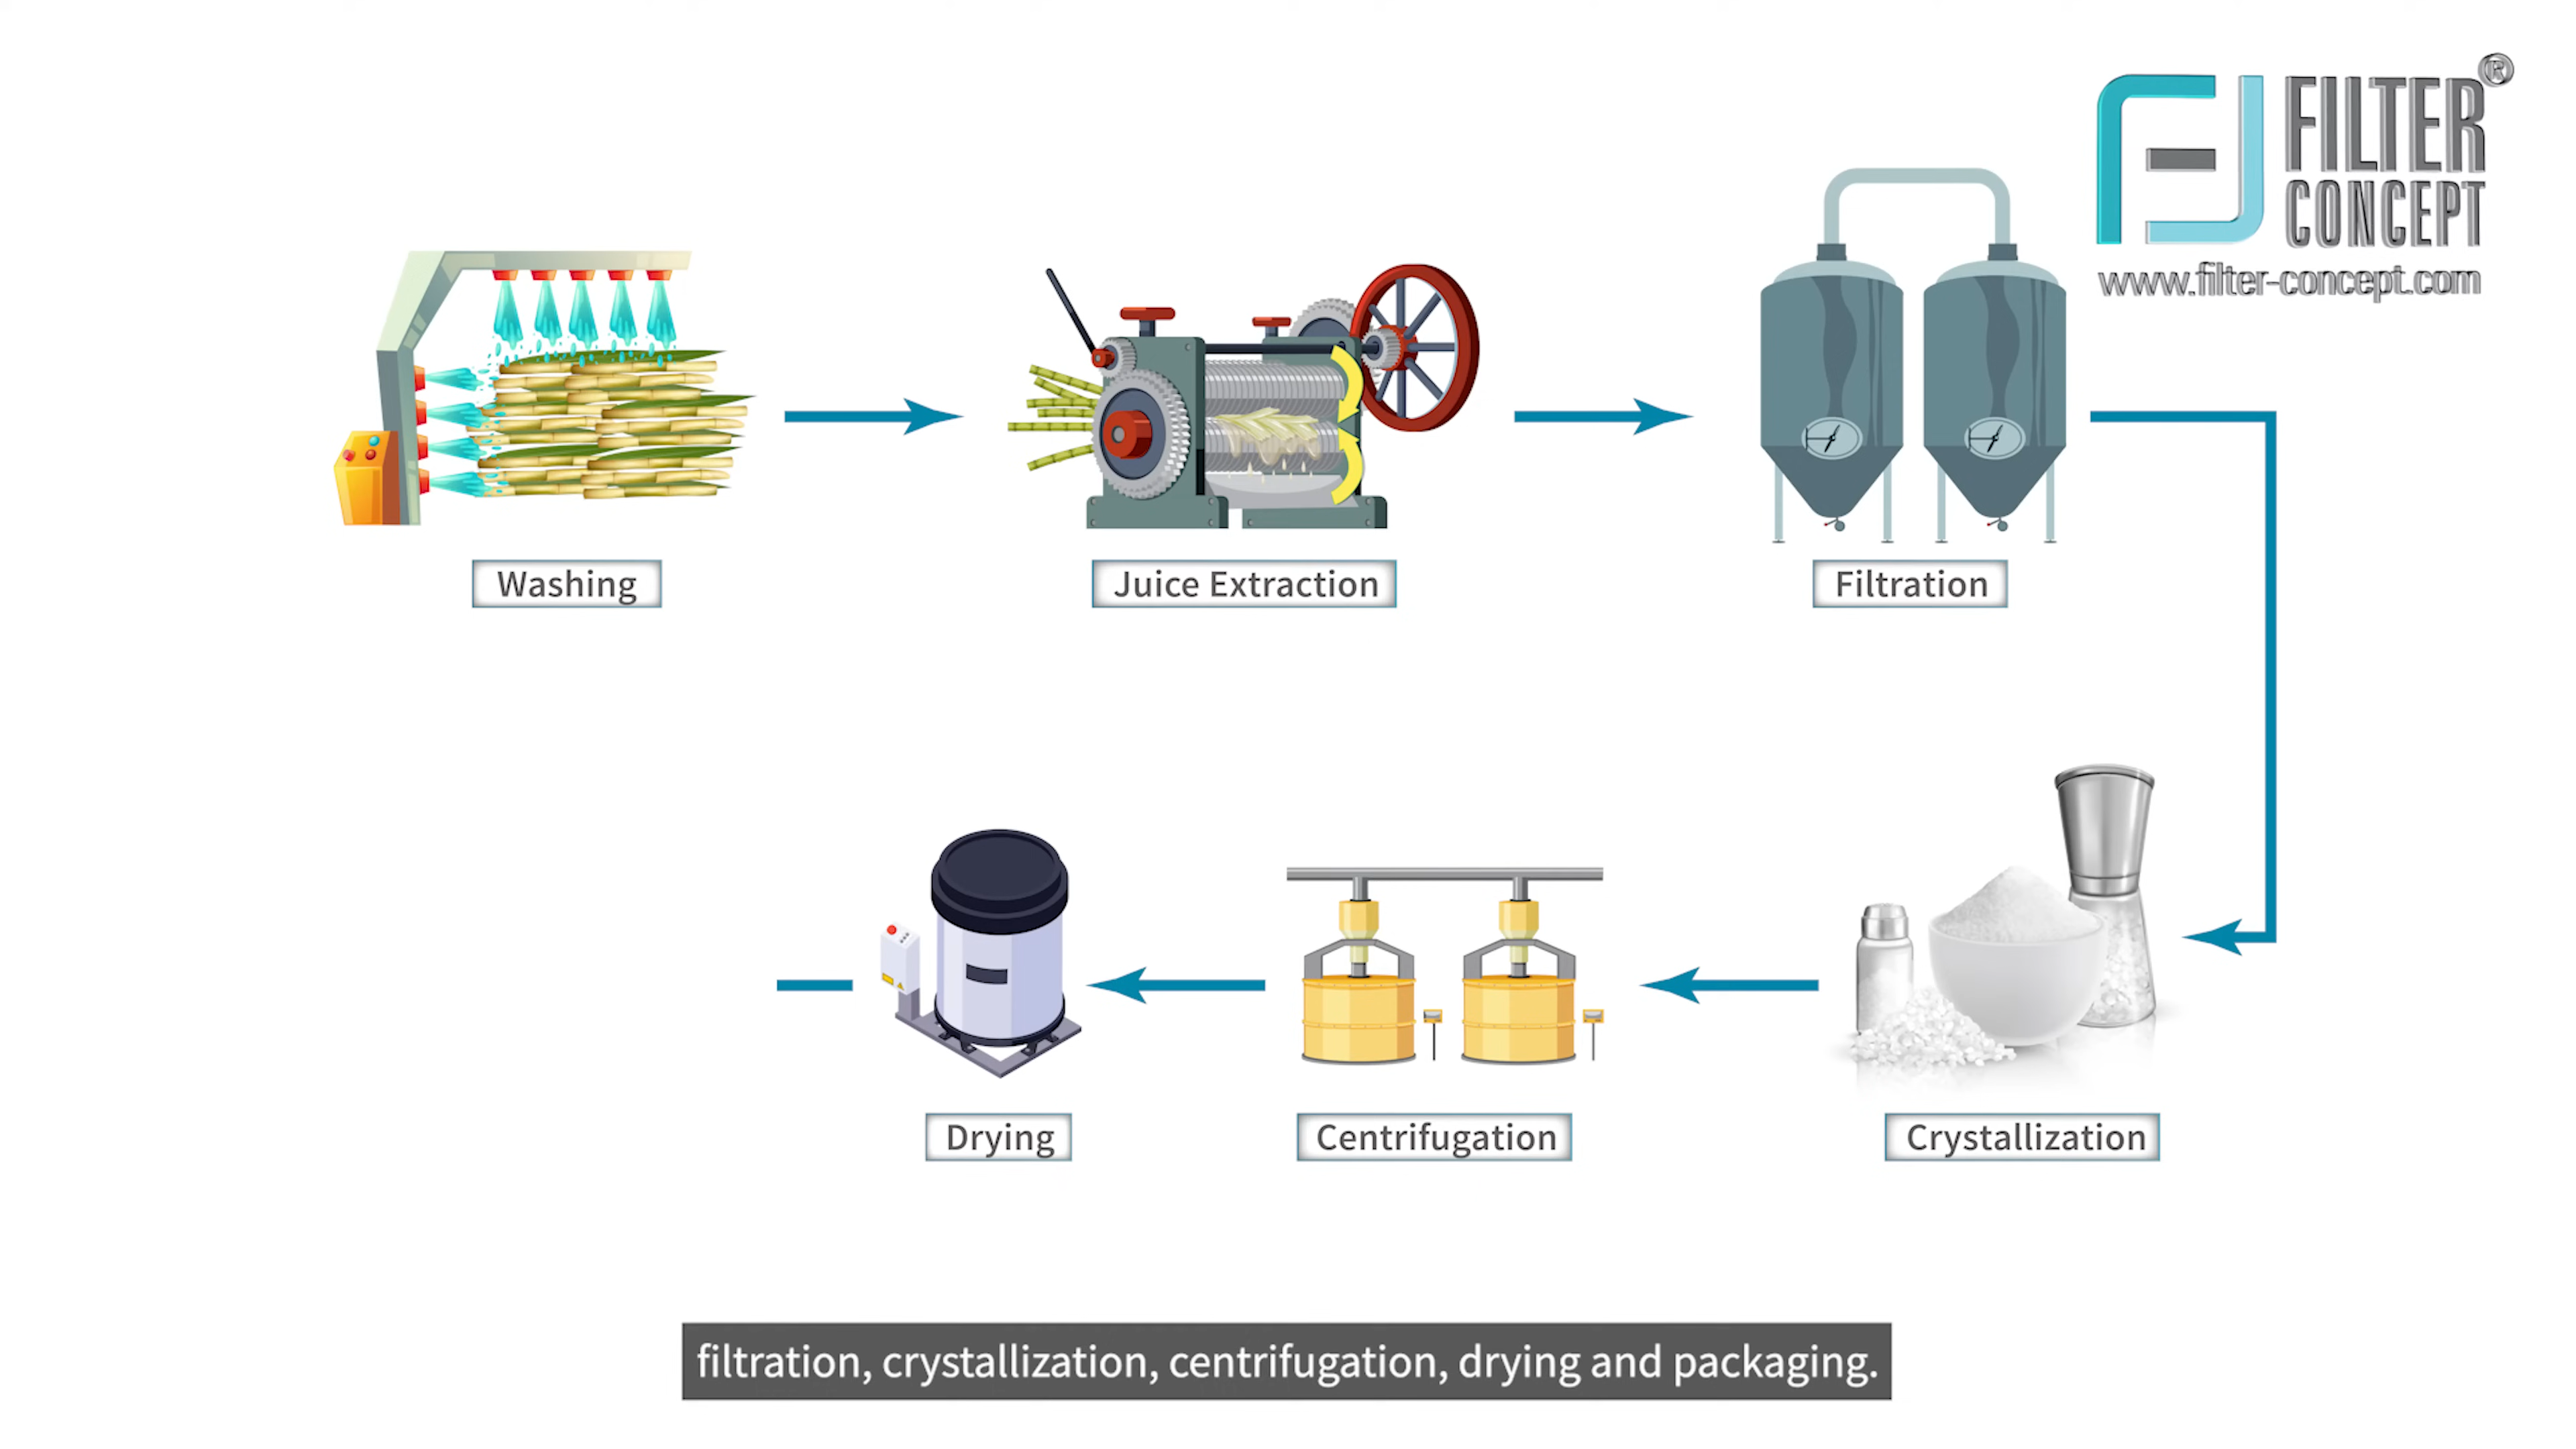 FILTER
CONCEPT
®
www.filter-concept.com
Washing
Juice Extraction
Filtration
Drying
Centrifugation
Crystallization
filtration, crystallization, centrifugation, drying and packaging.